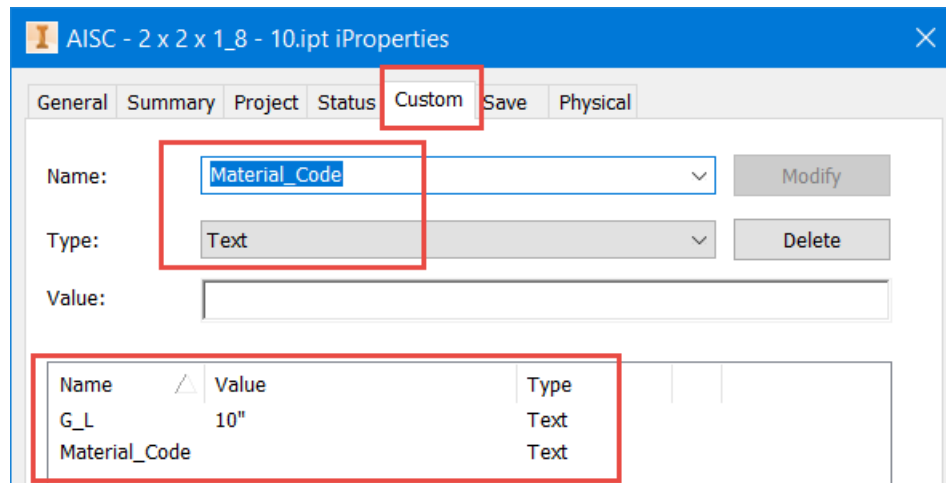 AISC - 2 x 2 x 1_8 - 10.ipt iProperties
General Summary Project Status Custom Save Physical
Name: Material_Code Modify
Type: Text Delete
Value:
Name Value Type
G_L 10" Text
Material_Code Text